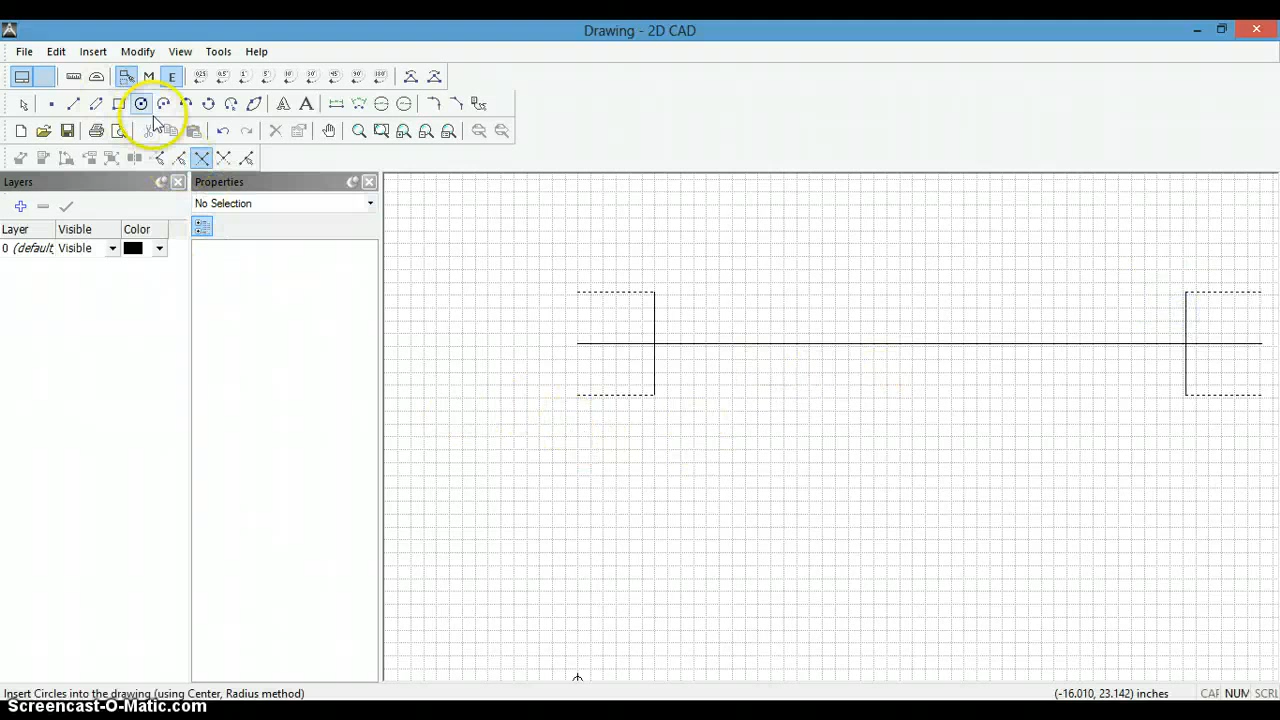 Drawing - 2D CAD
File Edit Insert Modify View Tools Help
M E
A
Layers
Properties
No Selection
Layer Visible Color
0 (default Visible
Insert Circles into the drawing (using Center, Radius method)
(-16.010, 23.142) inches
CAF NUM SCRL
Screencast-O-Matic.com